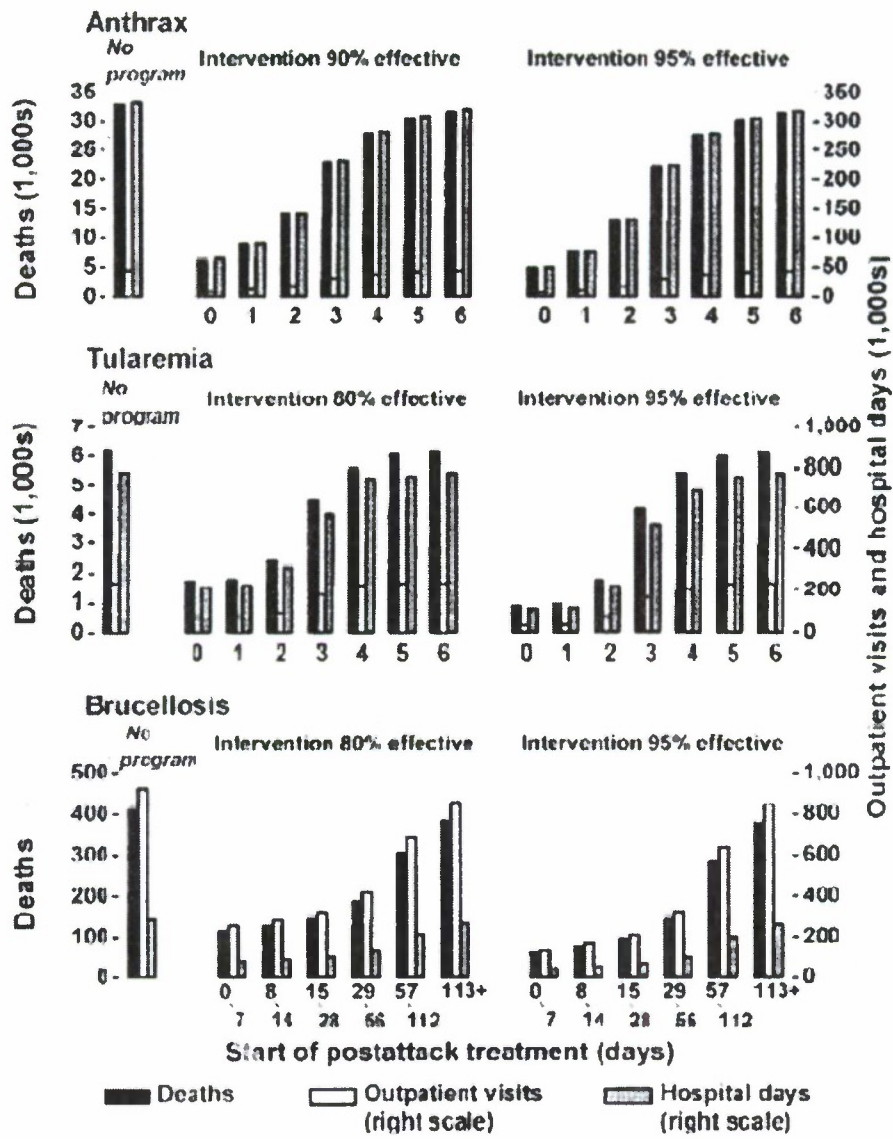 Anthrax
No
program
Intervention 90% effective
Intervention 95% effective
Deaths (1,000s)
35
30-
25-
20-
15-
10-
5-
0-
0 1 2 3 4 5 6
0 1 2 3 4 5 6
350
-300
-250
-200
-150
-100
-50
-0
Tularemia
No
program
Intervention 80% effective
Intervention 95% effective
Deaths (1,000s)
7-
6-
5-
4-
3-
2-
1-
0-
0 1 2 3 4 5 6
0 1 2 3 4 5 6
-1,000
-800
-600
-400
-200
-0
Outpatient visits and hospital days (1,000s)
Brucellosis
No
program
Intervention 80% effective
Intervention 95% effective
Deaths
500-
400-
300-
200-
100-
0-
0 8 15 29 57 113+
7 14 28 56 112
0 8 15 29 57 113+
7 14 28 56 112
-1,000
-800
-600
-400
-200
-0
Start of postattack treatment (days)
Deaths
Outpatient visits
(right scale)
Hospital days
(right scale)